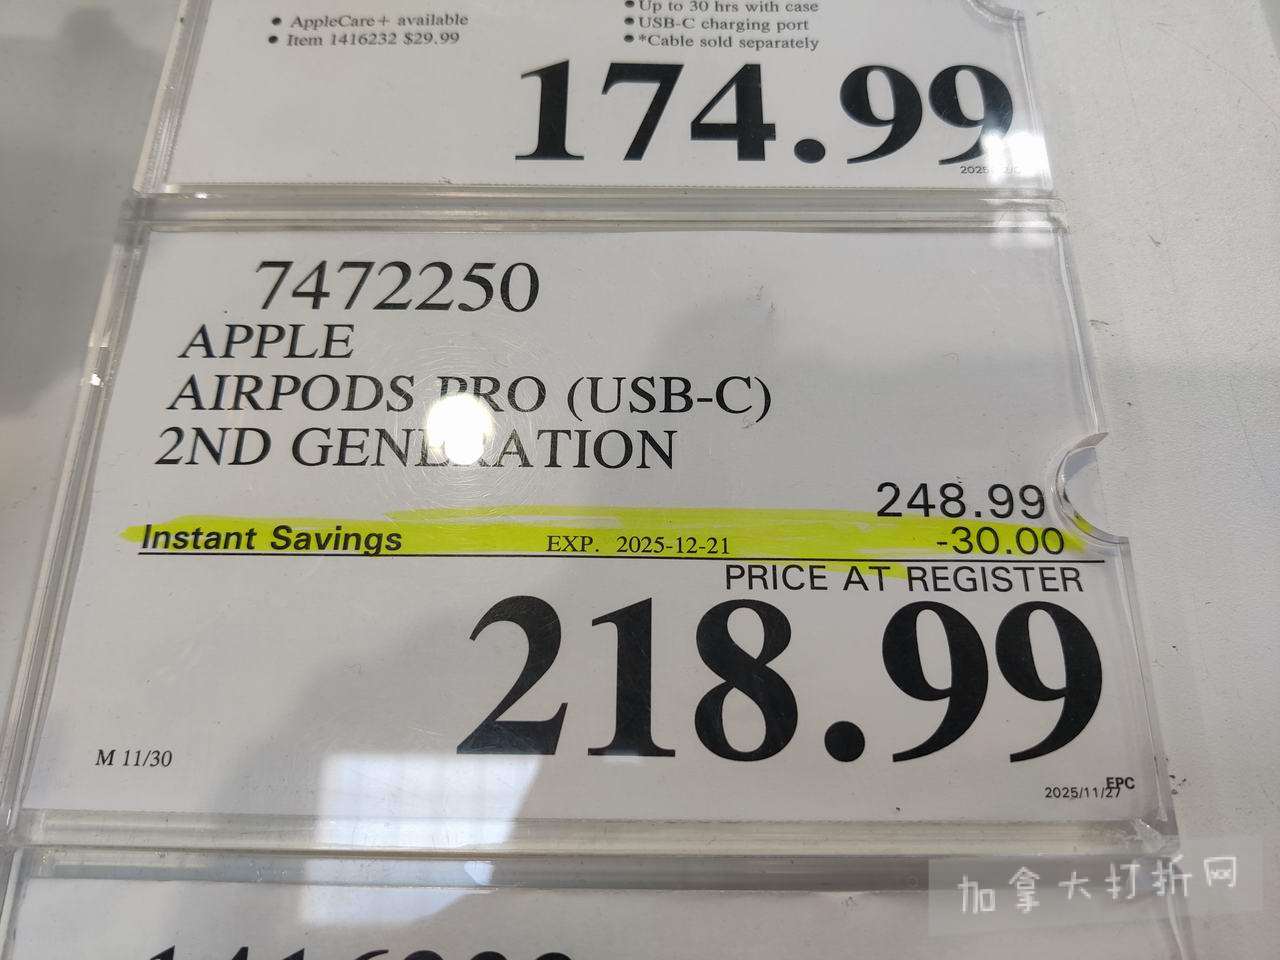 AppleCare+ available
Item 1416232 $29.99
Up to 30 hrs with case
USB-C charging port
*Cable sold separately
174.99
7472250
APPLE
AIRPODS PRO (USB-C)
2ND GENERATION
248.99
Instant Savings EXP. 2025-12-21 -30.00
PRICE AT REGISTER
218.99
M 11/30
EPC
2025/11/27
加拿大打折网